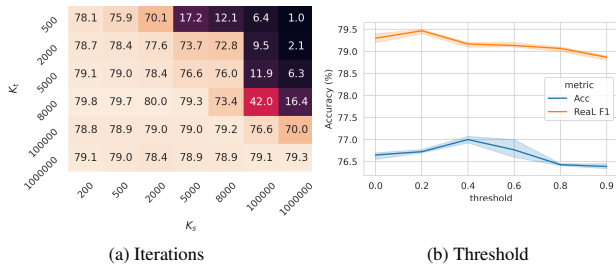 500 78.1 75.9 70.1 17.2 12.1 6.4 1.0
2000 78.7 78.4 77.6 73.7 72.8 9.5 2.1
5000 79.1 79.0 78.4 76.6 76.0 11.9 6.3
8000 79.8 79.7 80.0 79.3 73.4 42.0 16.4
100000 78.8 78.9 79.0 79.0 79.2 76.6 70.0
1000000 79.1 79.0 78.4 78.9 78.9 79.1 79.3
K_t
200 500 2000 5000 8000 100000 1000000
K_s
(a) Iterations
79.5
79.0
78.5
metric
Acc
ReaL F1
77.5
77.0
76.5
Accuracy (%)
0.0 0.2 0.4 0.6 0.8 0.9
threshold
(b) Threshold